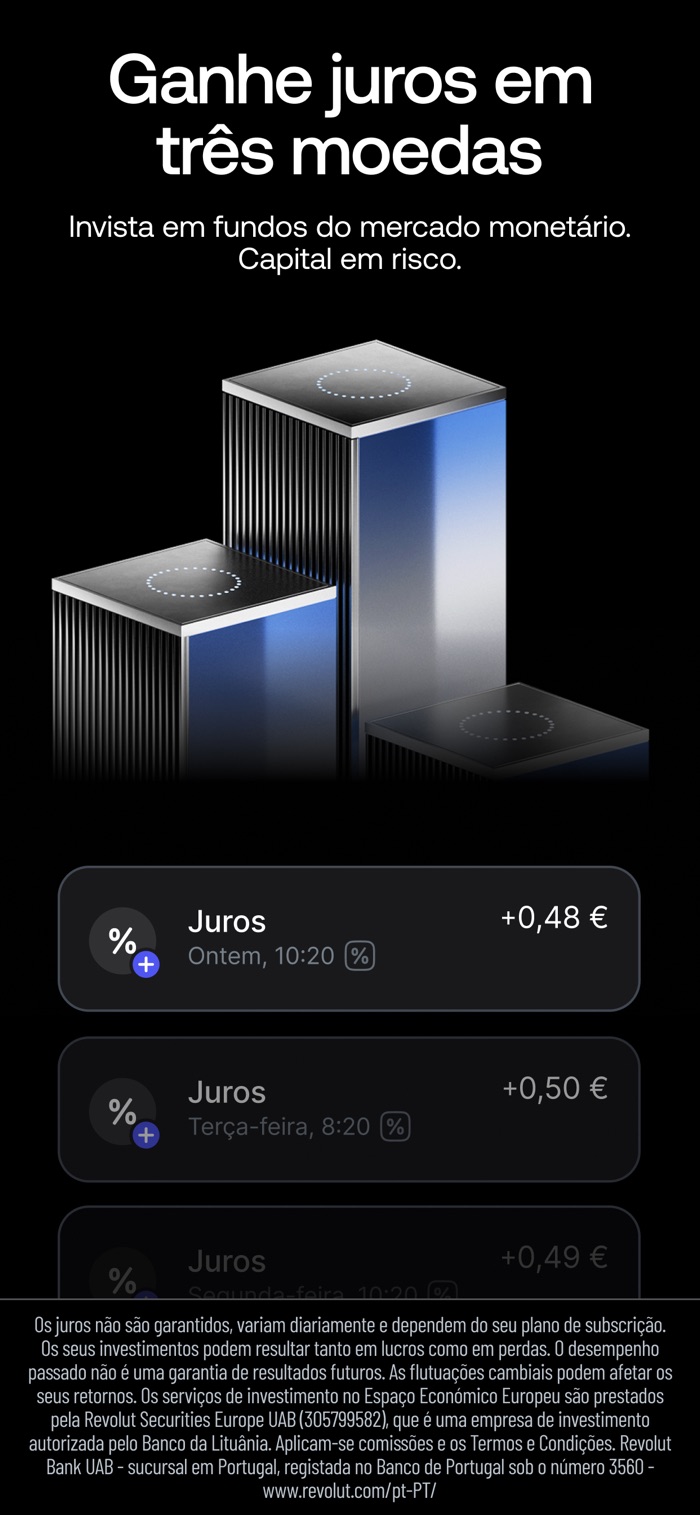 Ganhe juros em
três moedas
Invista em fundos do mercado monetário.
Capital em risco.
%
Juros
+0,48 €
Ontem, 10:20 %
%
Juros
+0,50 €
Terça-feira, 8:20 %
%
Juros
+0,49 €
Segunda-feira, 10:20 %
Os juros não são garantidos, variam diariamente e dependem do seu plano de subscrição.
Os seus investimentos podem resultar tanto em lucros como em perdas. O desempenho
passado não é uma garantia de resultados futuros. As flutuações cambiais podem afetar os
seus retornos. Os serviços de investimento no Espaço Económico Europeu são prestados
pela Revolut Securities Europe UAB (305799582), que é uma empresa de investimento
autorizada pelo Banco da Lituânia. Aplicam-se comissões e os Termos e Condições. Revolut
Bank UAB - sucursal em Portugal, registada no Banco de Portugal sob o número 3560 -
www.revolut.com/pt-PT/